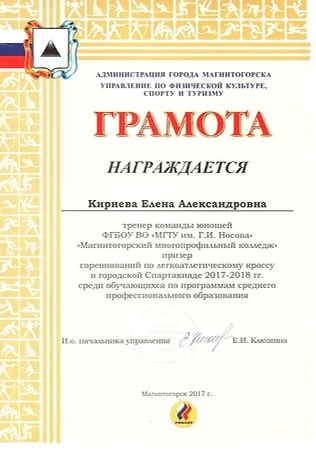 АДМИНИСТРАЦИЯ ГОРОДА МАГНИТОГОРСКА
УПРАВЛЕНИЕ ПО ФИЗИЧЕСКОЙ КУЛЬТУРЕ,
СПОРТУ И ТУРИЗМУ
ГРАМОТА
НАГРАЖДАЕТСЯ
Кириева Елена Александровна
тренер команды юношей
ФГБОУ ВО «МГТУ им. Г.И. Носова»
«Магнитогорский многопрофильный колледж»
призер
соревнований по легкоатлетическому кроссу
в городской Спартакиаде 2017-2018 гг.
среди обучающихся по программам среднего
профессионального образования
И.о. начальника управления Е.И. Клюшина
Магнитогорск 2017 г.